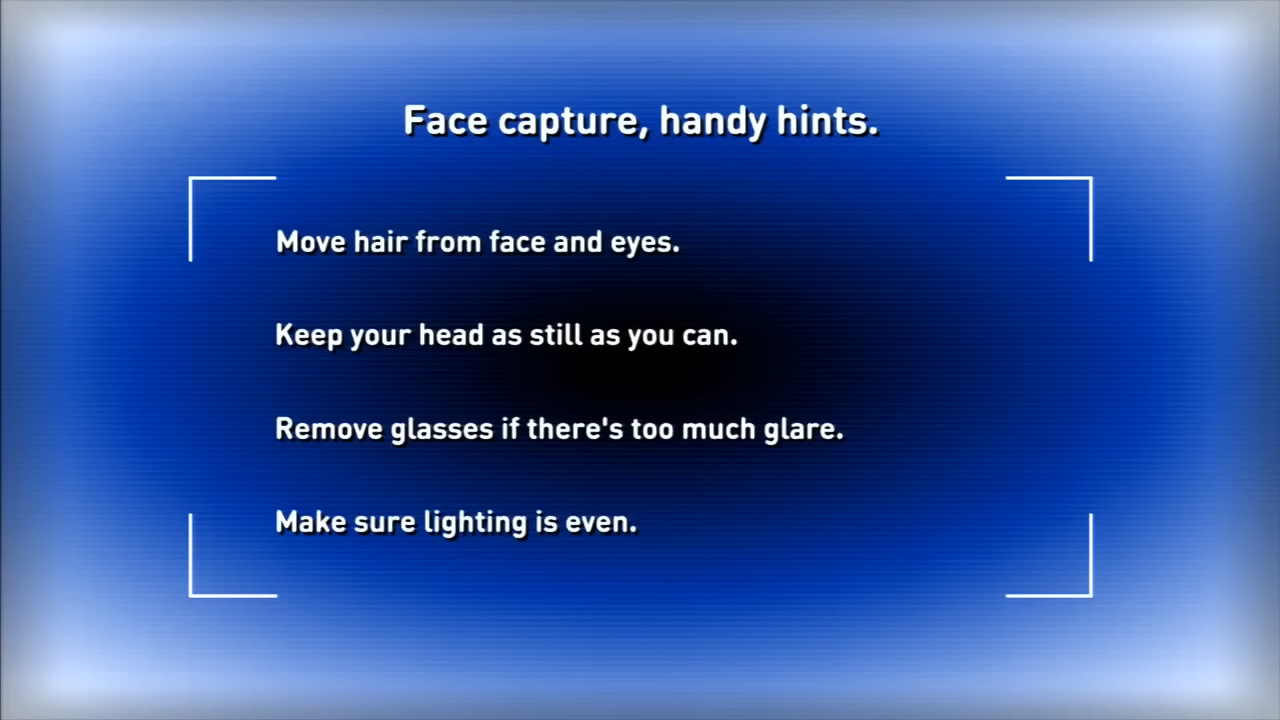 Face capture, handy hints.
Move hair from face and eyes.
Keep your head as still as you can.
Remove glasses if there's too much glare.
Make sure lighting is even.